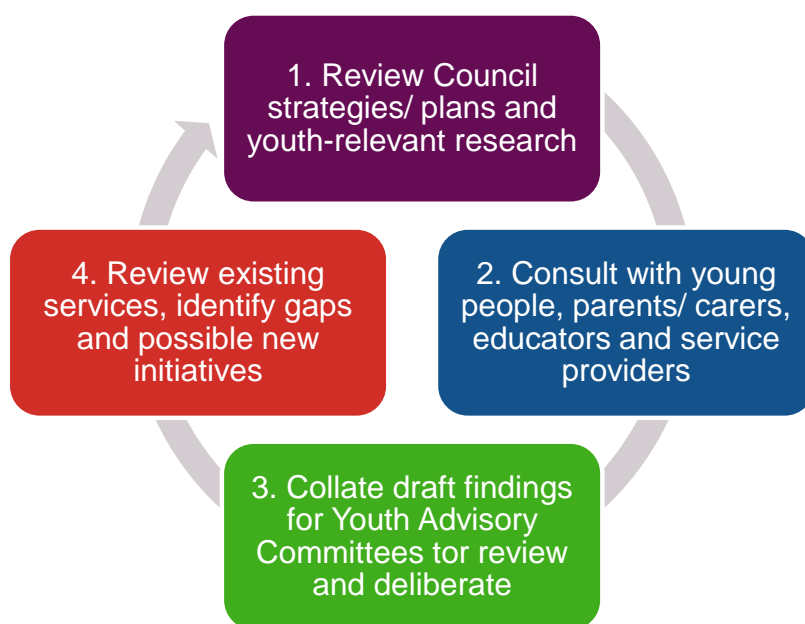 1. Review Council
strategies/ plans and
youth-relevant research
2. Consult with young
people, parents/ carers,
educators and service
providers
3. Collate draft findings
for Youth Advisory
Committees tor review
and deliberate
4. Review existing
services, identify gaps
and possible new
initiatives